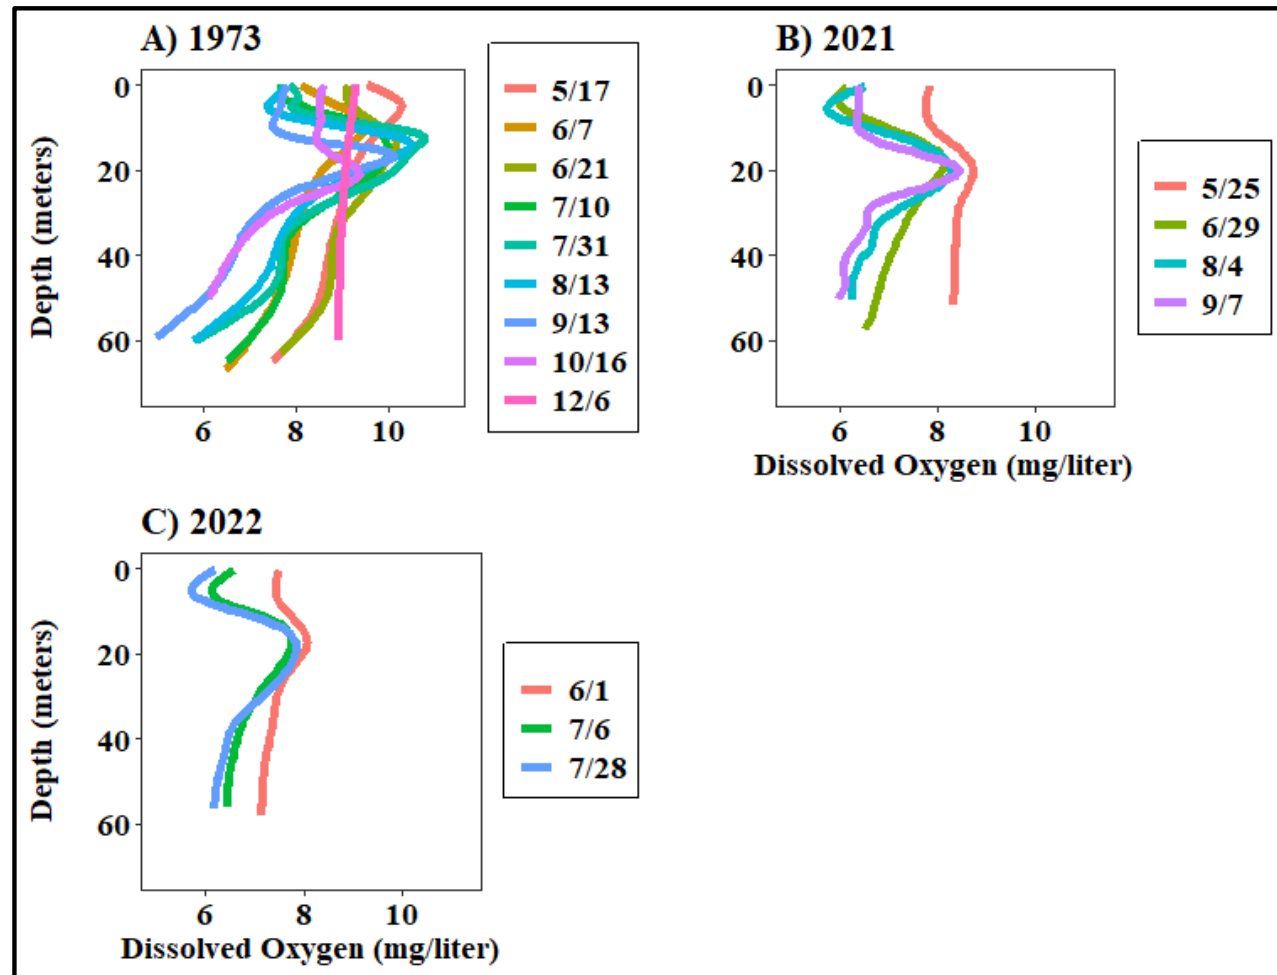 A) 1973
0
20
40
60
6 8 10
Depth (meters)
5/17
6/7
6/21
7/10
7/31
8/13
9/13
10/16
12/6
B) 2021
0
20
40
60
6 8 10
Dissolved Oxygen (mg/liter)
5/25
6/29
8/4
9/7
C) 2022
0
20
40
60
6 8 10
Depth (meters)
Dissolved Oxygen (mg/liter)
6/1
7/6
7/28